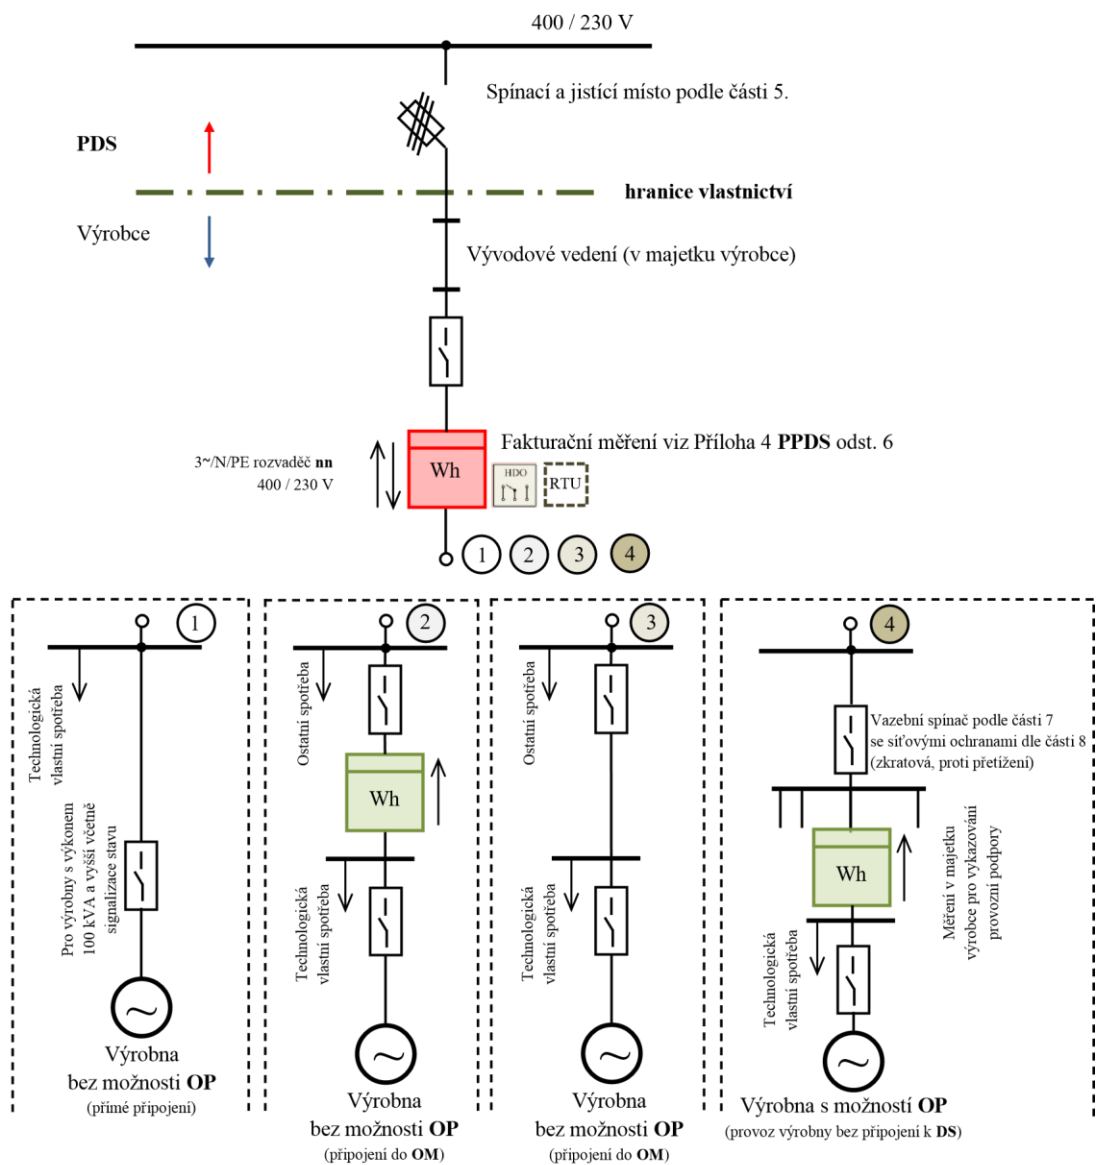 400 / 230 V
Spínací a jistící místo podle části 5.
PDS
hranice vlastnictví
Výrobce
Vývodové vedení (v majetku výrobce)
Fakturační měření viz Příloha 4 PPDS odst. 6
3~/N/PE rozvaděč nn
400 / 230 V
Wh
HDO
RTU
1
2
3
4
1
Technologická
vlastní spotřeba
Pro výrobny s výkonem
100 kVA a vyšší včetně
signalizace stavu
Výrobna
bez možnosti OP
(přímé připojení)
2
Ostatní spotřeba
Wh
Technologická
vlastní spotřeba
Výrobna
bez možnosti OP
(připojení do OM)
3
Ostatní spotřeba
Technologická
vlastní spotřeba
Výrobna
bez možnosti OP
(připojení do OM)
4
Vazební spínač podle části 7
se síťovými ochranami dle části 8
(zkratová, proti přetížení)
Wh
Měření v majetku
výrobce pro vykazování
provozní podpory
Technologická
vlastní spotřeba
Výrobna s možností OP
(provoz výrobny bez připojení k DS)